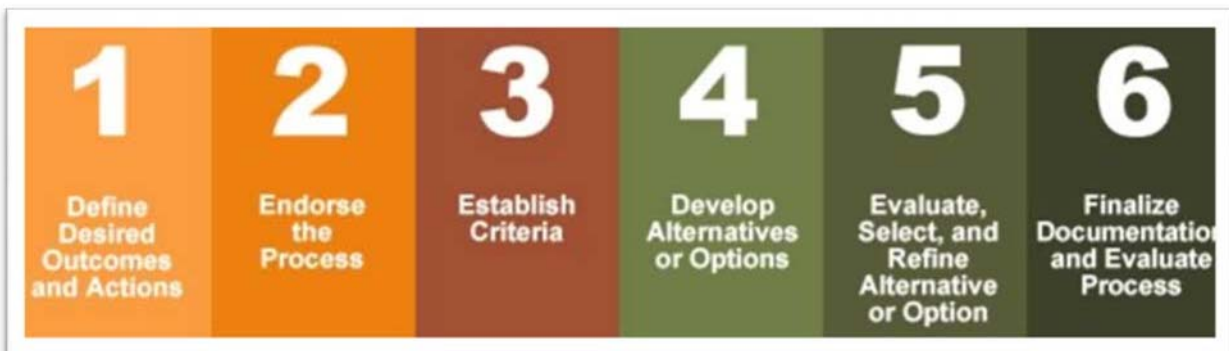 1
Define
Desired
Outcomes
and Actions
2
Endorse
the
Process
3
Establish
Criteria
4
Develop
Alternatives
or Options
5
Evaluate,
Select, and
Refine
Alternative
or Option
6
Finalize
Documentation
and Evaluate
Process